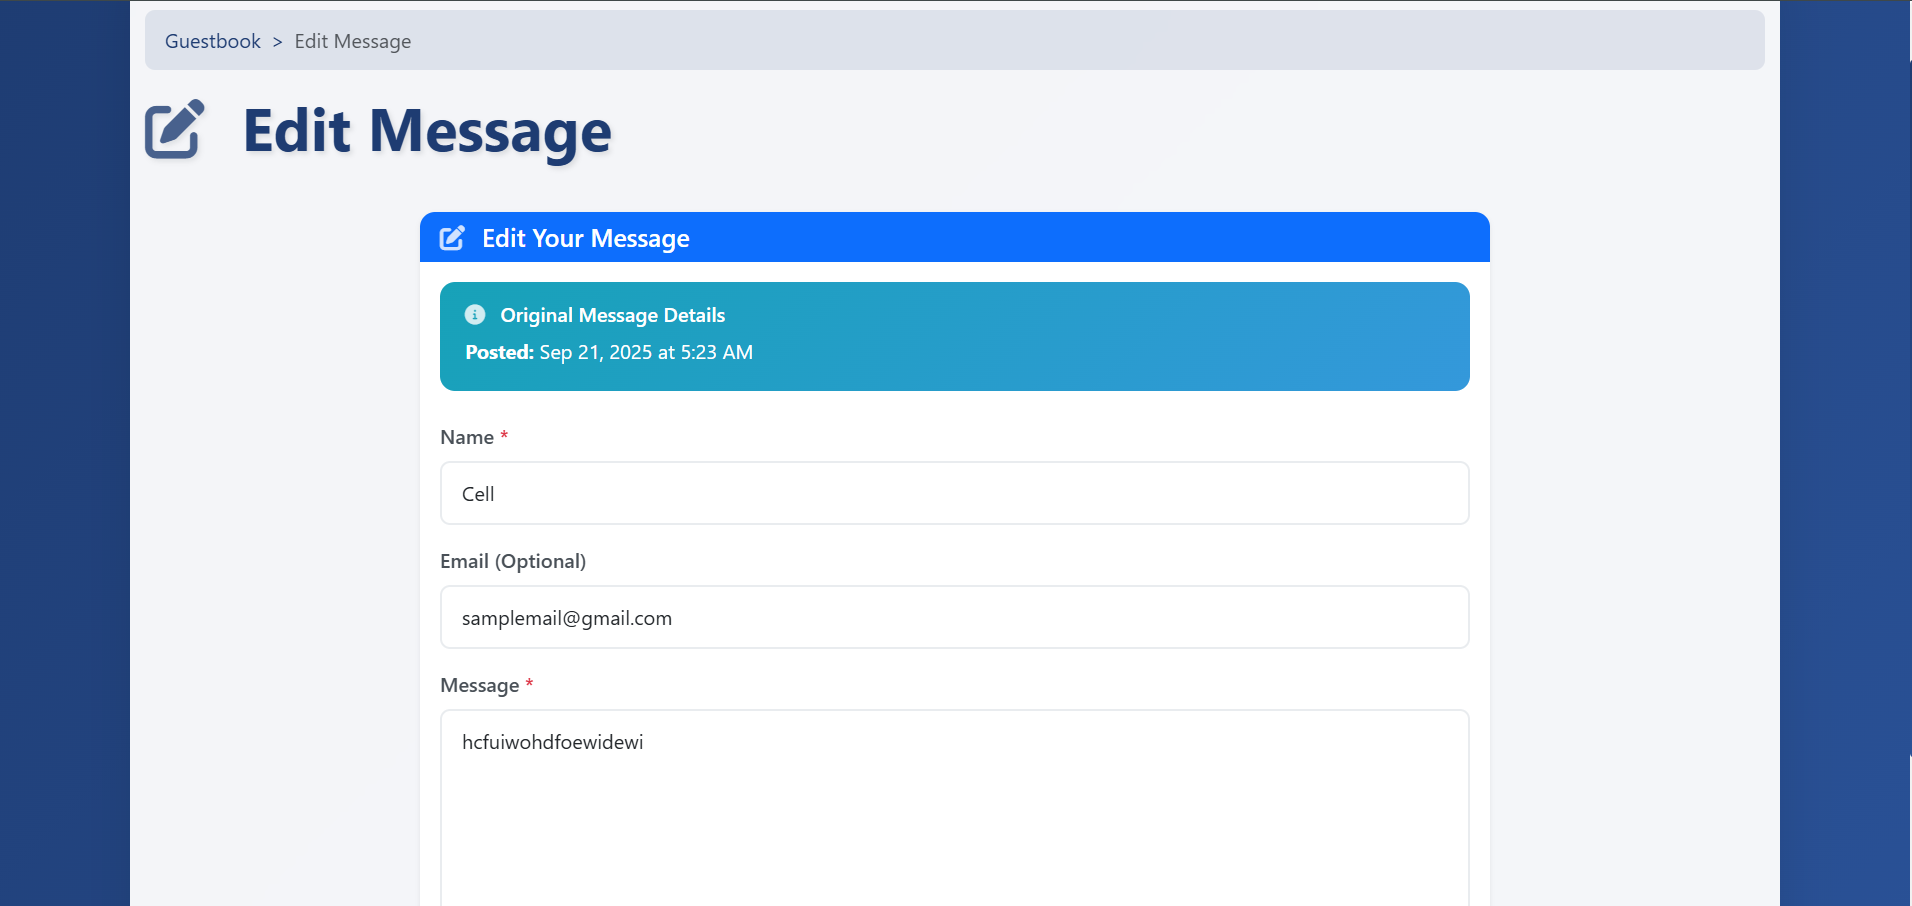 Guestbook > Edit Message
Edit Message
Edit Your Message
Original Message Details
Posted: Sep 21, 2025 at 5:23 AM
Name *
Cell
Email (Optional)
samplemail@gmail.com
Message *
hcfuiwohdfoewidewi